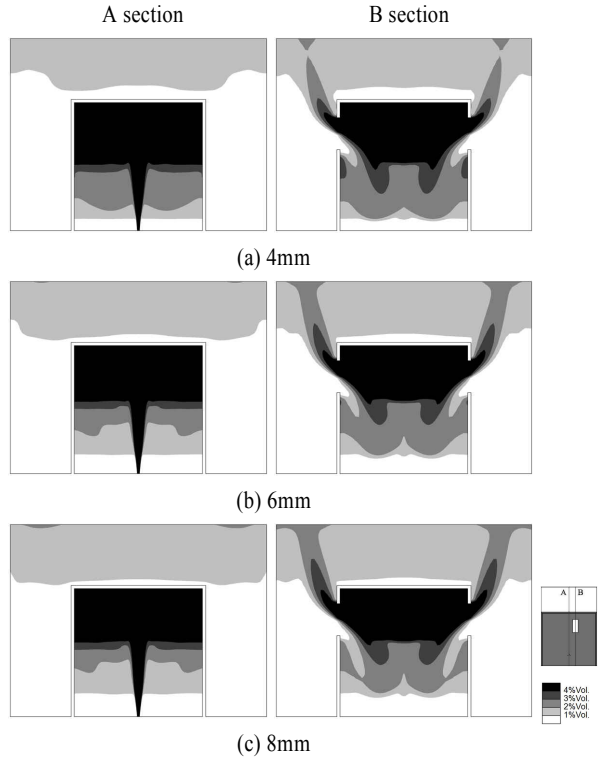 A section B section
(a) 4mm
(b) 6mm
(c) 8mm
A B
4%Vol.
3%Vol.
2%Vol.
1%Vol.